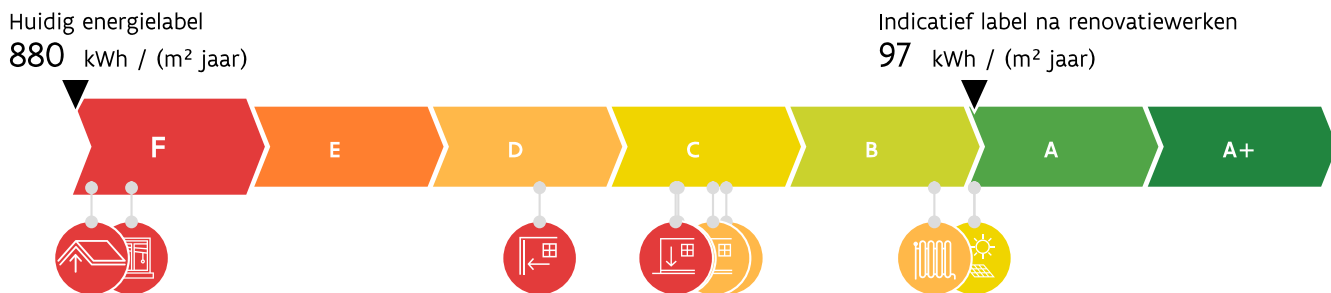 Huidig energielabel
880 kWh / (m² jaar)
Indicatief label na renovatiewerken
97 kWh / (m² jaar)
F
E
D
C
B
A
A+